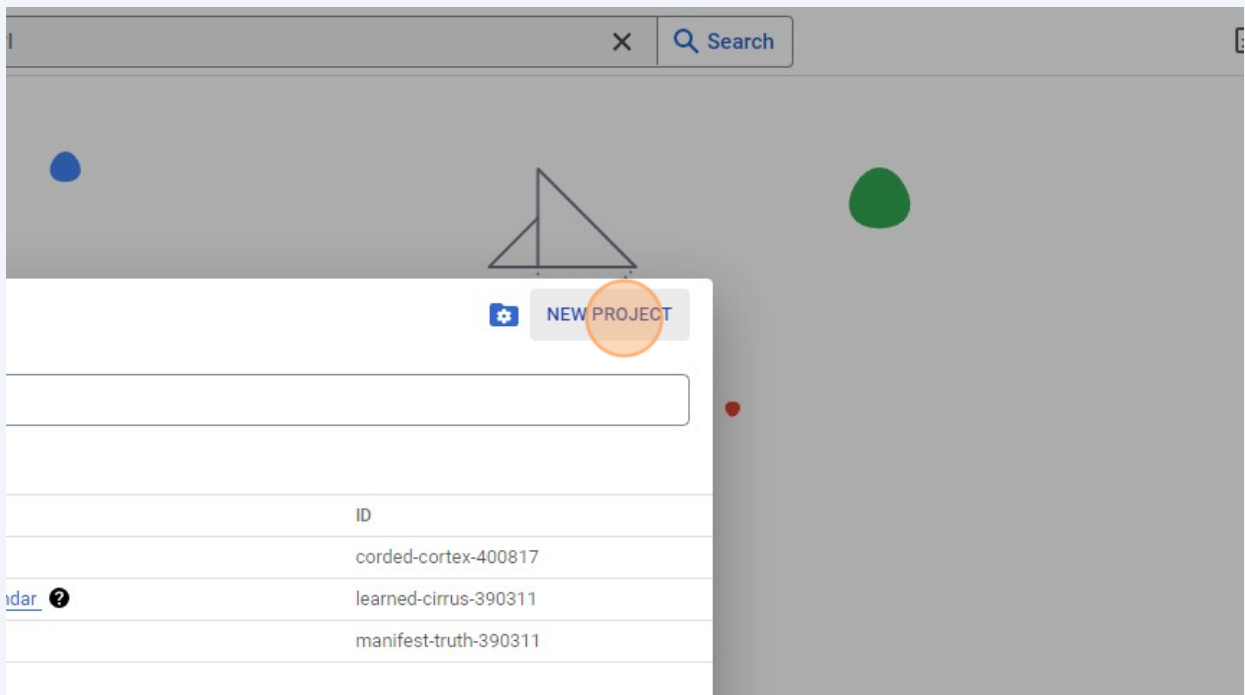 Search
NEW PROJECT
ID
corded-cortex-400817
ndar learned-cirrus-390311
manifest-truth-390311